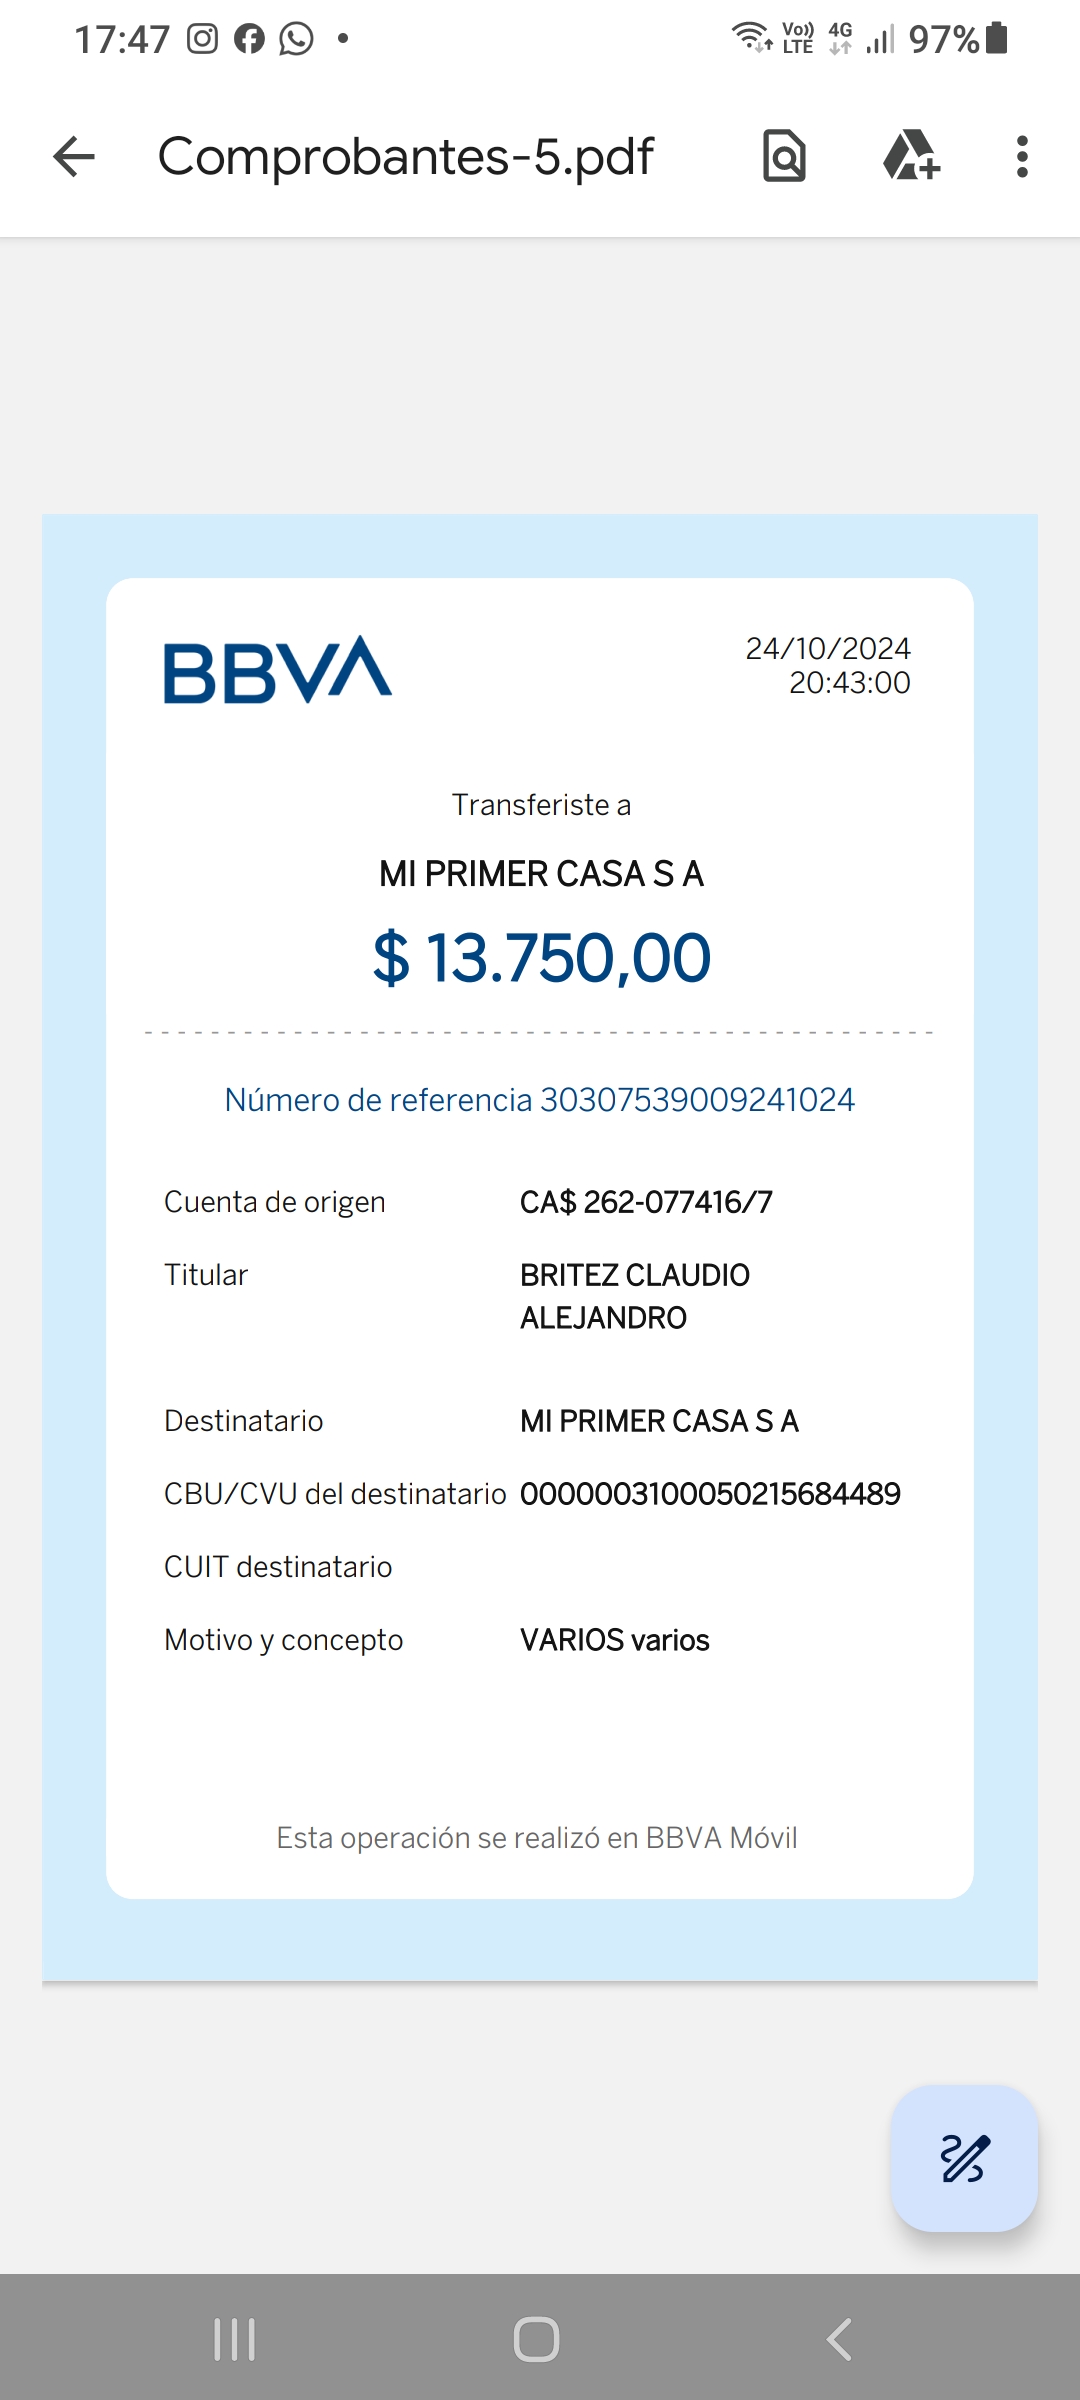 17:47
Vo)) LTE 4G 97%
Comprobantes-5.pdf
BBVA
24/10/2024
20:43:00
Transferiste a
MI PRIMER CASA S A
$ 13.750,00
Número de referencia 30307539009241024
Cuenta de origen CA$ 262-077416/7
Titular BRITEZ CLAUDIO
ALEJANDRO
Destinatario MI PRIMER CASA S A
CBU/CVU del destinatario 0000003100050215684489
CUIT destinatario
Motivo y concepto VARIOS varios
Esta operación se realizó en BBVA Móvil